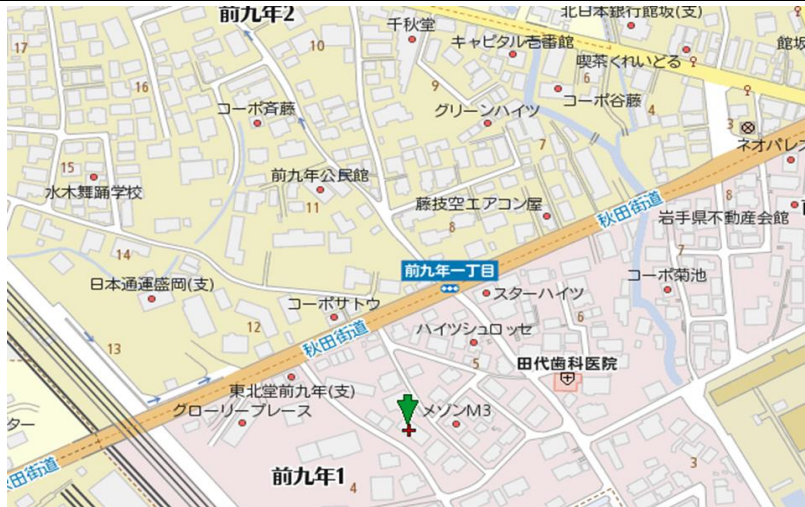 前九年2
千秋堂
北日本銀行館坂(支)
17
10
キャピタル壱番館
館坂
喫茶くれいどる
16
9
6
コーポ斉藤
グリーンハイツ
コーポ谷藤
4
3
7
ネオパレス
15
水木舞踊学校
前九年公民館
11
藤技空エアコン屋
8
秋田街道
8
岩手県不動産会館
14
7
前九年一丁目
日本通運盛岡(支)
コーポサトウ
スターハイツ
コーポ菊池
12
秋田街道
ハイツシュロッセ
6
13
5
田代歯科医院
東北堂前九年(支)
グローリープレース
メゾンM3
ター
秋田街道
前九年1
4
3